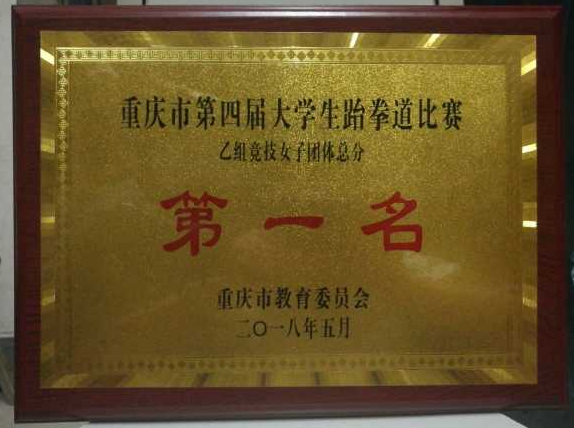 重庆市第四届大学生跆拳道比赛
乙组竞技女子团体总分
第一名
重庆市教育委员会
二〇一八年五月